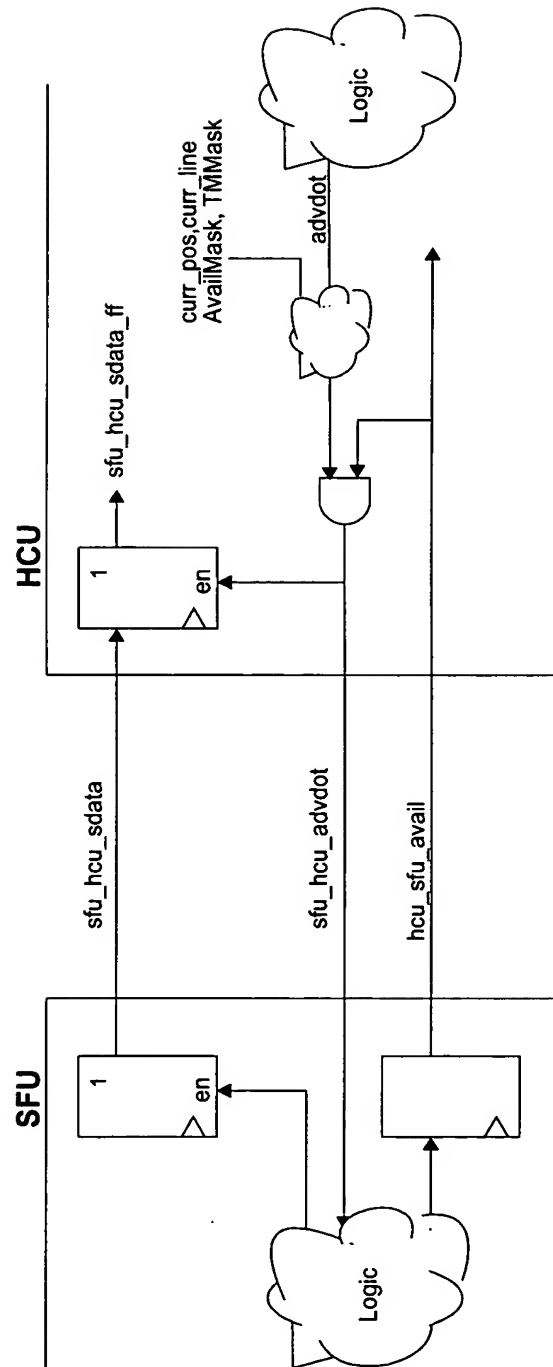 SFU
HCU
1
en
sfu_hcu_sdata
1
en
sfu_hcu_sdata_ff
curr_pos,curr_line
AvailMask, TMMask
advdot
Logic
sfu_hcu_advdot
Logic
hcu_sfu_avail